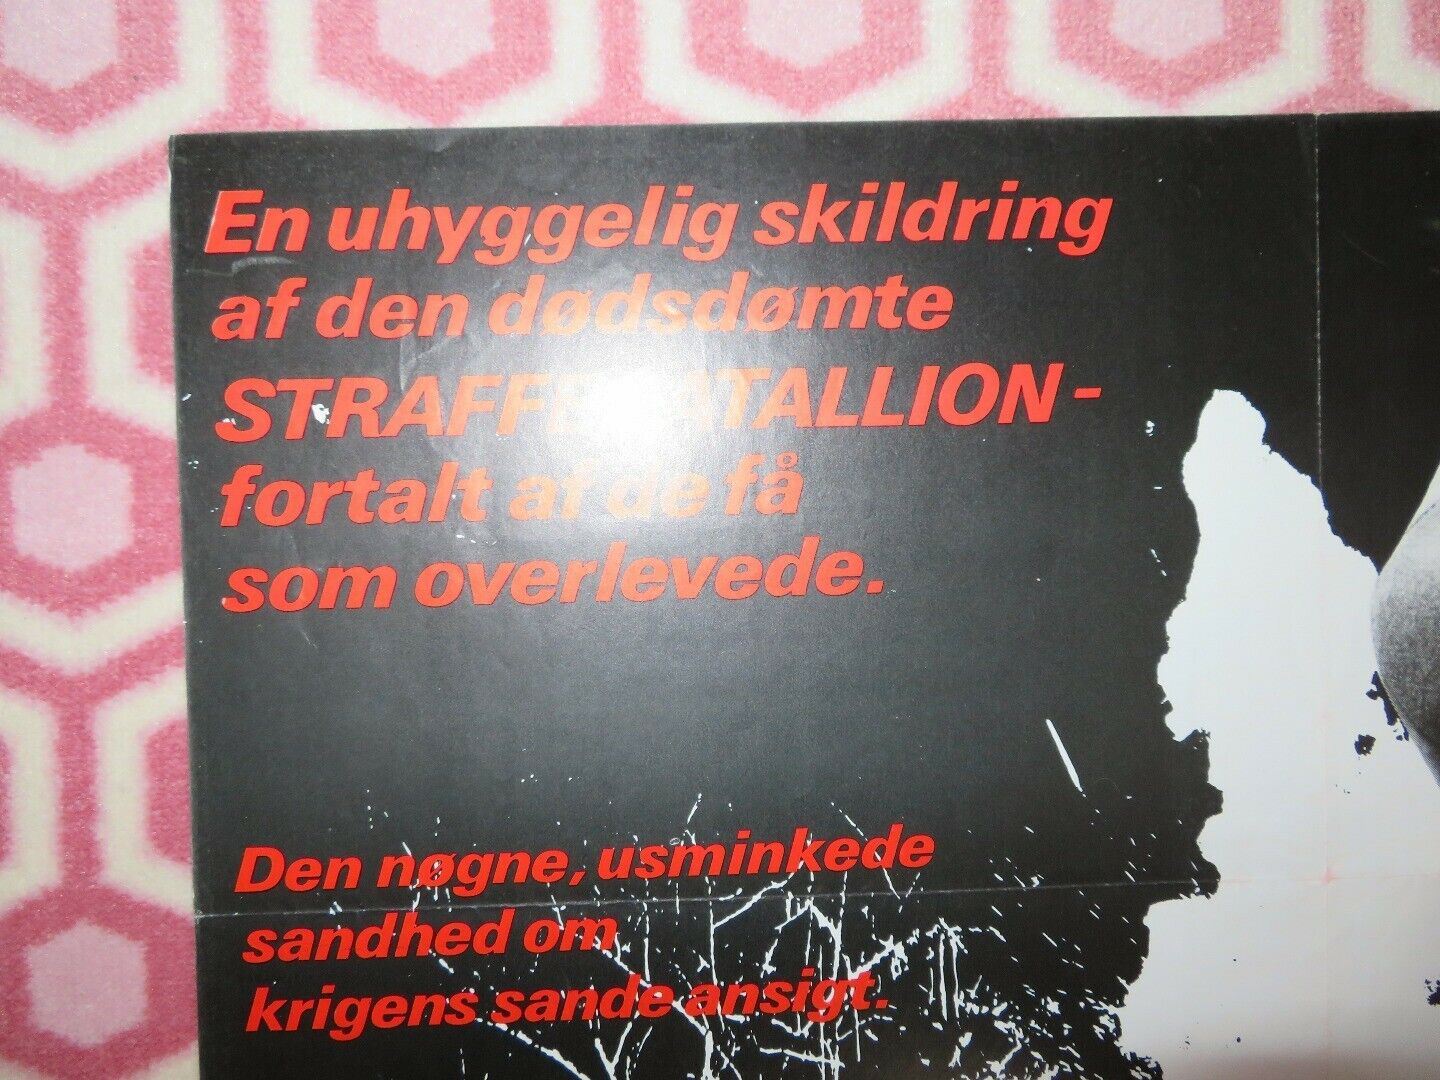 En uhyggelig skildring
af den dødsdømte
STRAFFEBATALLION-
fortalt af de få
som overlevede.
Den nøgne, usminkede
sandhed om
krigens sande ansigt.